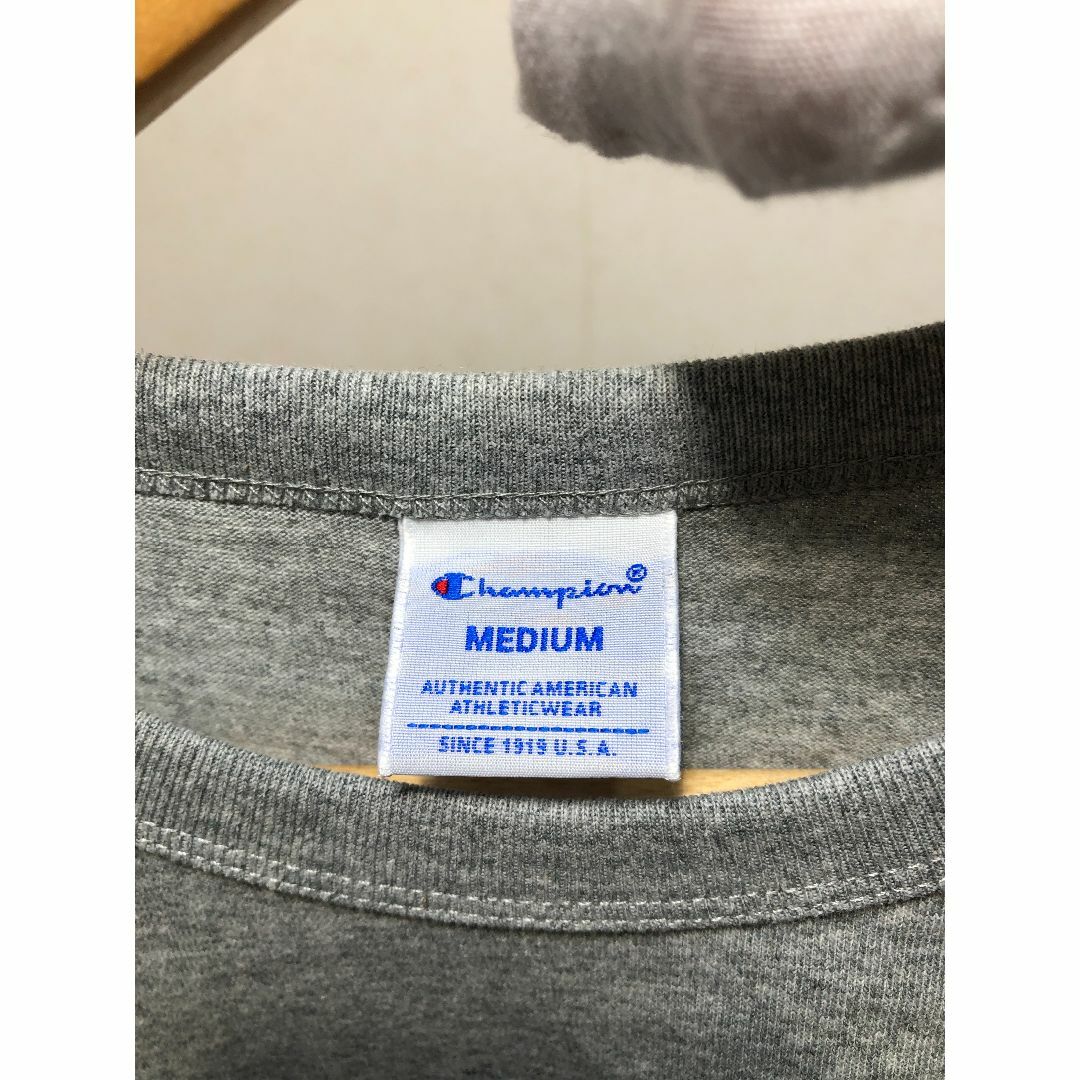 Champion®
MEDIUM
AUTHENTIC AMERICAN
ATHLETICWEAR
SINCE 1919 U.S.A.